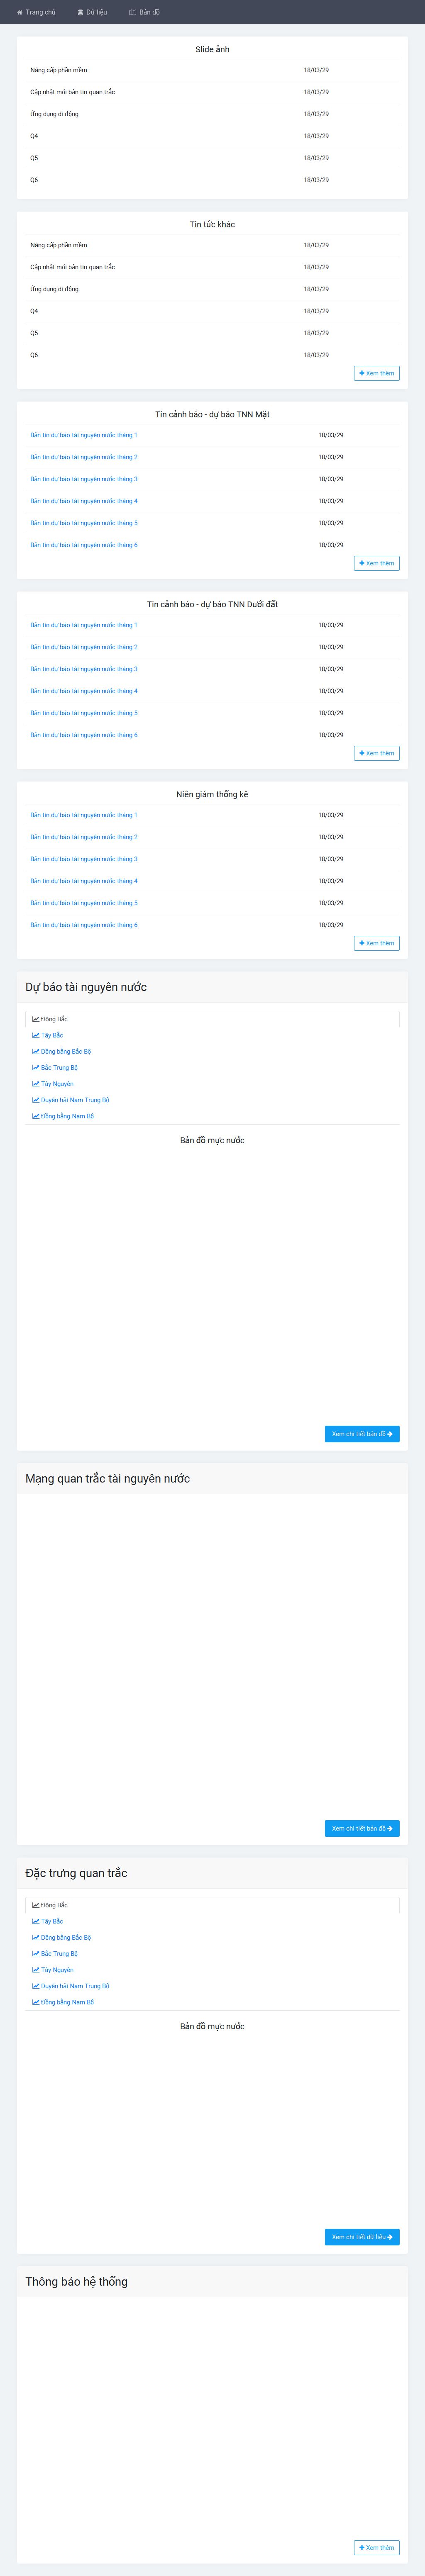 Trang chủ Dữ liệu Bản đồ
Slide ảnh
Nâng cấp phần mềm 18/03/29
Cập nhật mới bản tin quan trắc 18/03/29
Ứng dụng di động 18/03/29
Q4 18/03/29
Q5 18/03/29
Q6 18/03/29
Tin tức khác
Nâng cấp phần mềm 18/03/29
Cập nhật mới bản tin quan trắc 18/03/29
Ứng dụng di động 18/03/29
Q4 18/03/29
Q5 18/03/29
Q6 18/03/29
Xem thêm
Tin cảnh báo - dự báo TNN Mặt
Bản tin dự báo tài nguyên nước tháng 1 18/03/29
Bản tin dự báo tài nguyên nước tháng 2 18/03/29
Bản tin dự báo tài nguyên nước tháng 3 18/03/29
Bản tin dự báo tài nguyên nước tháng 4 18/03/29
Bản tin dự báo tài nguyên nước tháng 5 18/03/29
Bản tin dự báo tài nguyên nước tháng 6 18/03/29
Xem thêm
Tin cảnh báo - dự báo TNN Dưới đất
Bản tin dự báo tài nguyên nước tháng 1 18/03/29
Bản tin dự báo tài nguyên nước tháng 2 18/03/29
Bản tin dự báo tài nguyên nước tháng 3 18/03/29
Bản tin dự báo tài nguyên nước tháng 4 18/03/29
Bản tin dự báo tài nguyên nước tháng 5 18/03/29
Bản tin dự báo tài nguyên nước tháng 6 18/03/29
Xem thêm
Niên giám thống kê
Bản tin dự báo tài nguyên nước tháng 1 18/03/29
Bản tin dự báo tài nguyên nước tháng 2 18/03/29
Bản tin dự báo tài nguyên nước tháng 3 18/03/29
Bản tin dự báo tài nguyên nước tháng 4 18/03/29
Bản tin dự báo tài nguyên nước tháng 5 18/03/29
Bản tin dự báo tài nguyên nước tháng 6 18/03/29
Xem thêm
Dự báo tài nguyên nước
Đông Bắc
Tây Bắc
Đồng bằng Bắc Bộ
Bắc Trung Bộ
Tây Nguyên
Duyên hải Nam Trung Bộ
Đồng bằng Nam Bộ
Bản đồ mực nước
Xem chi tiết bản đồ
Mạng quan trắc tài nguyên nước
Xem chi tiết bản đồ
Đặc trưng quan trắc
Đông Bắc
Tây Bắc
Đồng bằng Bắc Bộ
Bắc Trung Bộ
Tây Nguyên
Duyên hải Nam Trung Bộ
Đồng bằng Nam Bộ
Bản đồ mực nước
Xem chi tiết dữ liệu
Thông báo hệ thống
Xem thêm